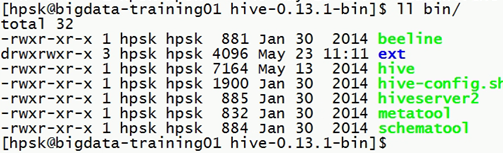 [hpsk@bigdata-training01 hive-0.13.1-bin]$ ll bin/
total 32
-rwxr-xr-x 1 hpsk hpsk  881 Jan 30  2014 beeline
drwxrwxr-x 3 hpsk hpsk 4096 May 23 11:11 ext
-rwxr-xr-x 1 hpsk hpsk 7164 May 13  2014 hive
-rwxr-xr-x 1 hpsk hpsk 1900 Jan 30  2014 hive-config.sh
-rwxr-xr-x 1 hpsk hpsk  885 Jan 30  2014 hiveserver2
-rwxr-xr-x 1 hpsk hpsk  832 Jan 30  2014 metatool
-rwxr-xr-x 1 hpsk hpsk  884 Jan 30  2014 schematool
[hpsk@bigdata-training01 hive-0.13.1-bin]$